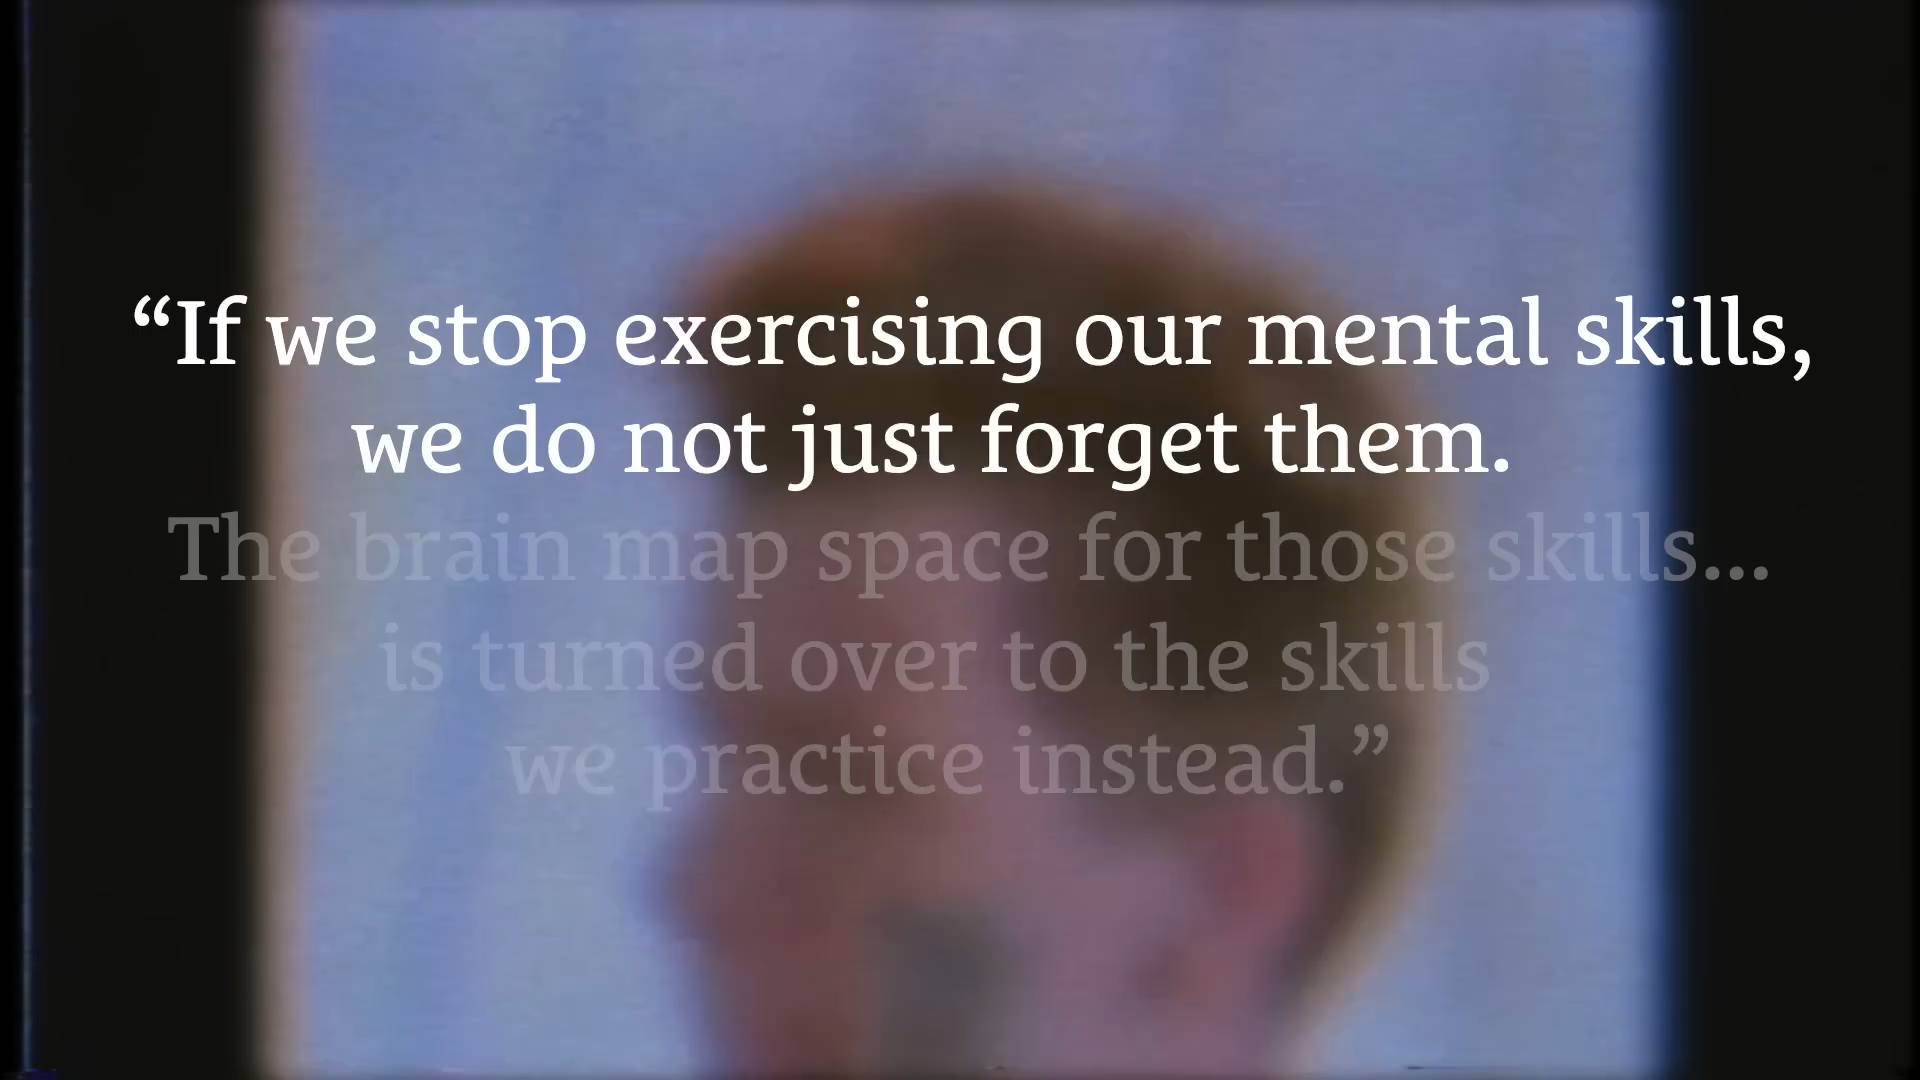 “If we stop exercising our mental skills,
we do not just forget them.
The brain map space for those skills...
is turned over to the skills
we practice instead.”